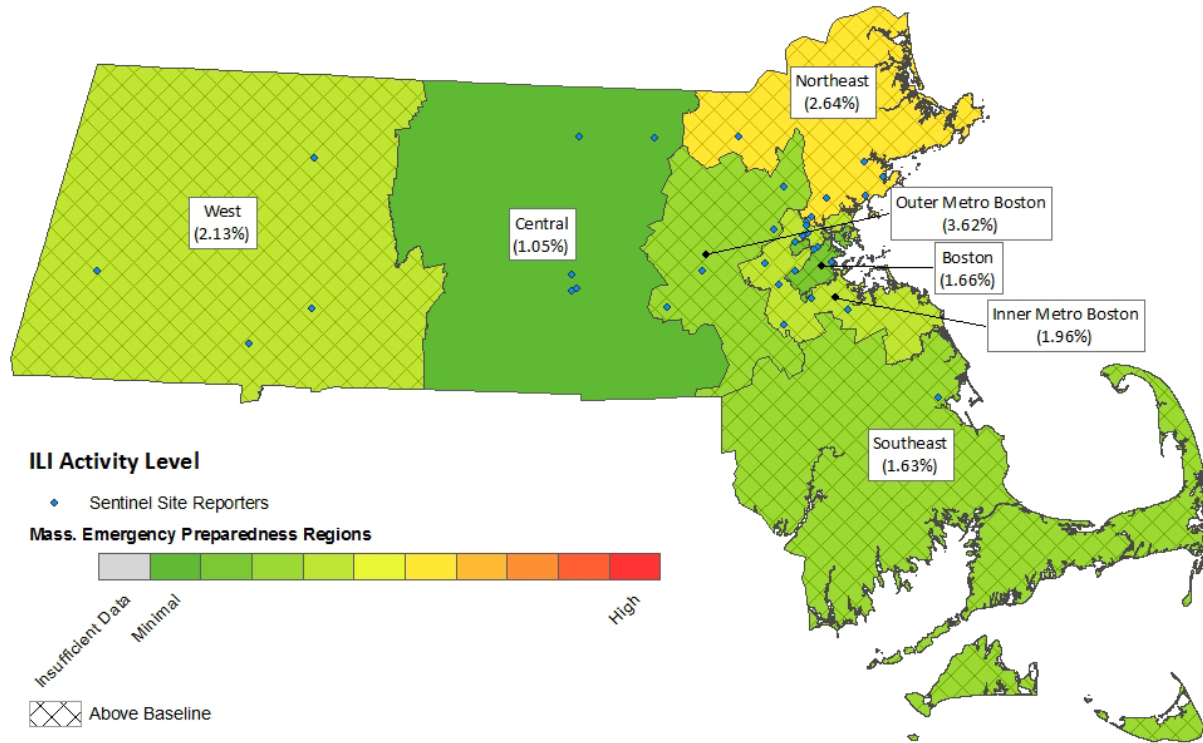 Northeast
(2.64%)
Outer Metro Boston
(3.62%)
West
(2.13%)
Central
(1.05%)
Boston
(1.66%)
Inner Metro Boston
(1.96%)
Southeast
(1.63%)
ILI Activity Level
Sentinel Site Reporters
Mass. Emergency Preparedness Regions
Insufficient Data
Minimal
High
Above Baseline